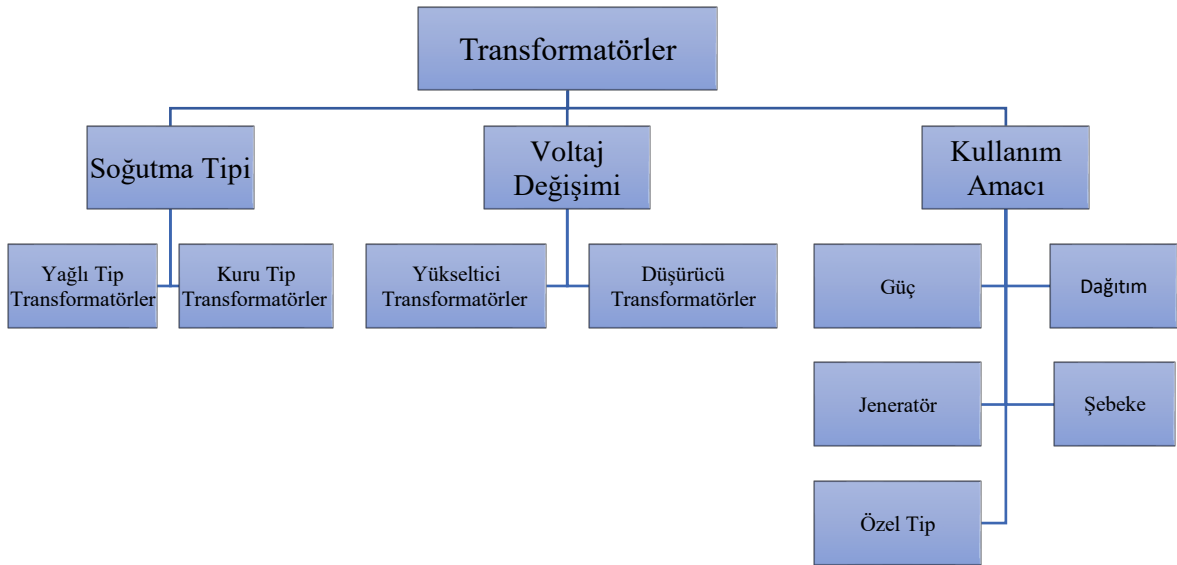 Transformatörler
Soğutma Tipi
Voltaj
Değişimi
Kullanım
Amacı
Yağlı Tip
Transformatörler
Kuru Tip
Transformatörler
Yükseltici
Transformatörler
Düşürücü
Transformatörler
Güç
Dağıtım
Jeneratör
Şebeke
Özel Tip